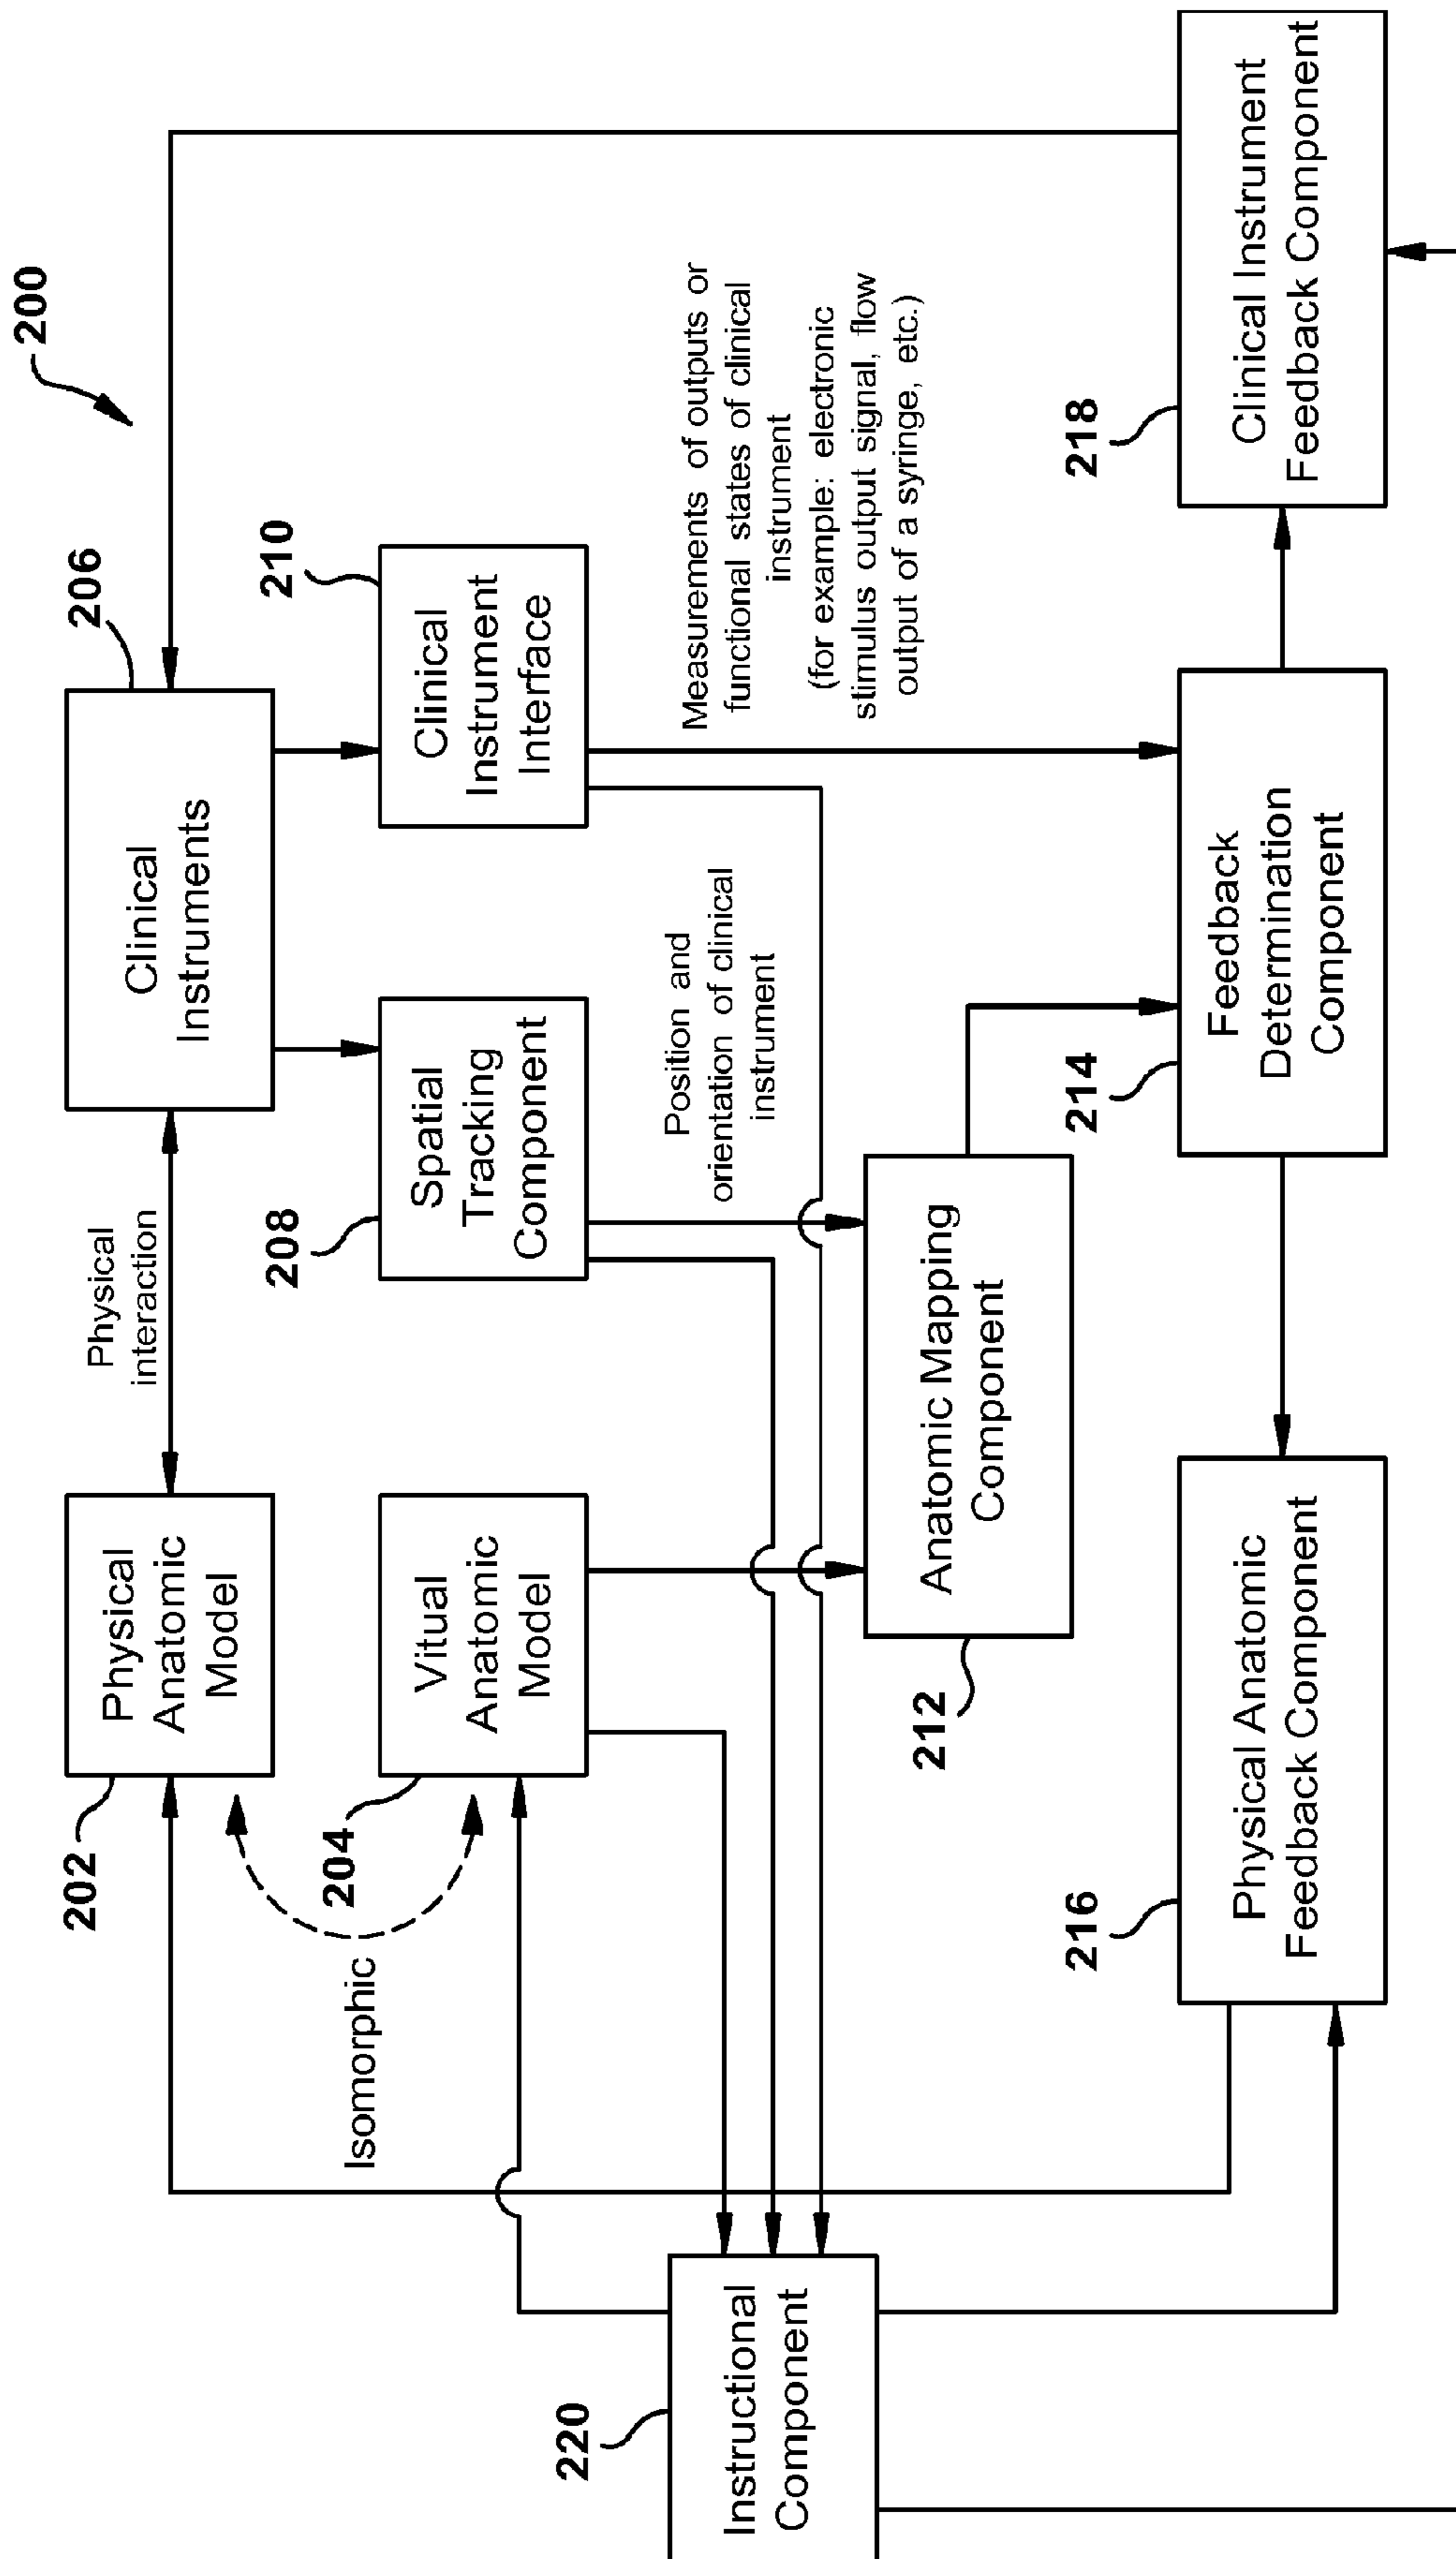 200
202
Physical
Anatomic
Model
Physical
interaction
206
Clinical
Instruments
Isomorphic
204
Vitual
Anatomic
Model
208
Spatial
Tracking
Component
210
Clinical
Instrument
Interface
220
Instructional
Component
Position and
orientation of clinical
instrument
Measurements of outputs or
functional states of clinical
instrument
(for example: electronic
stimulus output signal, flow
output of a syringe, etc.)
212
Anatomic Mapping
Component
216
Physical Anatomic
Feedback Component
214
Feedback
Determination
Component
218
Clinical Instrument
Feedback Component